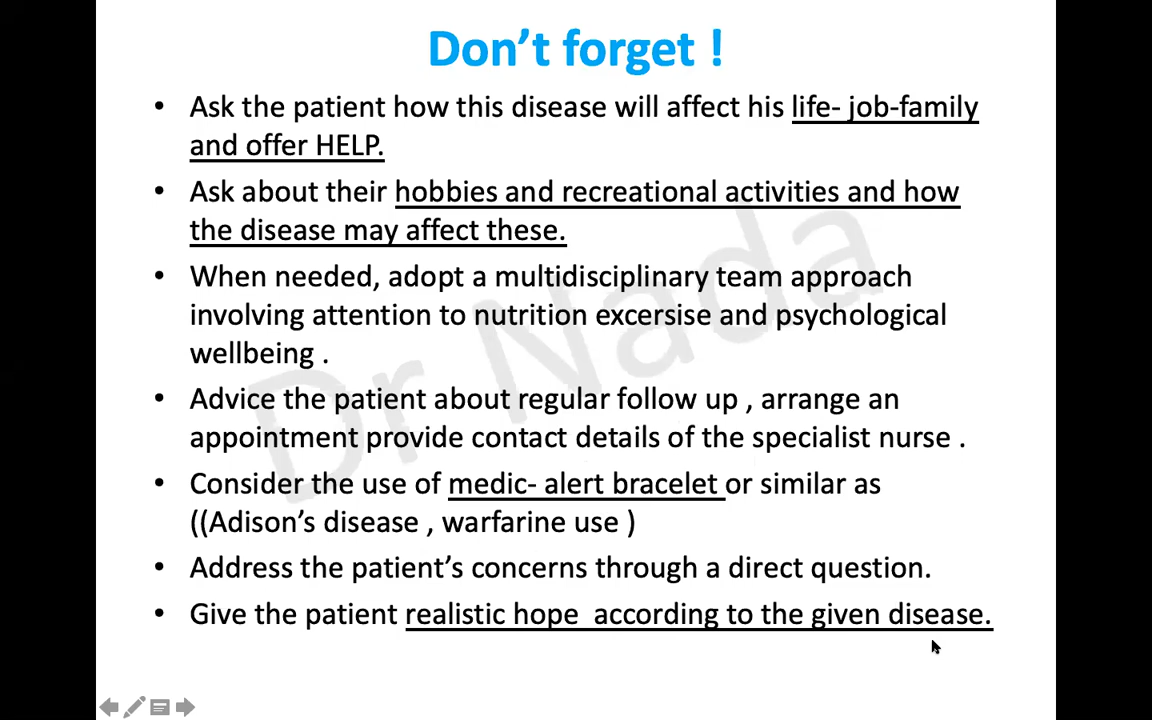 Don't forget !
• Ask the patient how this disease will affect his life- job-family
and offer HELP.
• Ask about their hobbies and recreational activities and how
the disease may affect these.
• When needed, adopt a multidisciplinary team approach
involving attention to nutrition excersise and psychological
wellbeing .
• Advice the patient about regular follow up , arrange an
appointment provide contact details of the specialist nurse .
• Consider the use of medic- alert bracelet or similar as
((Adison's disease , warfarine use )
• Address the patient's concerns through a direct question.
• Give the patient realistic hope  according to the given disease.
Dr Nada